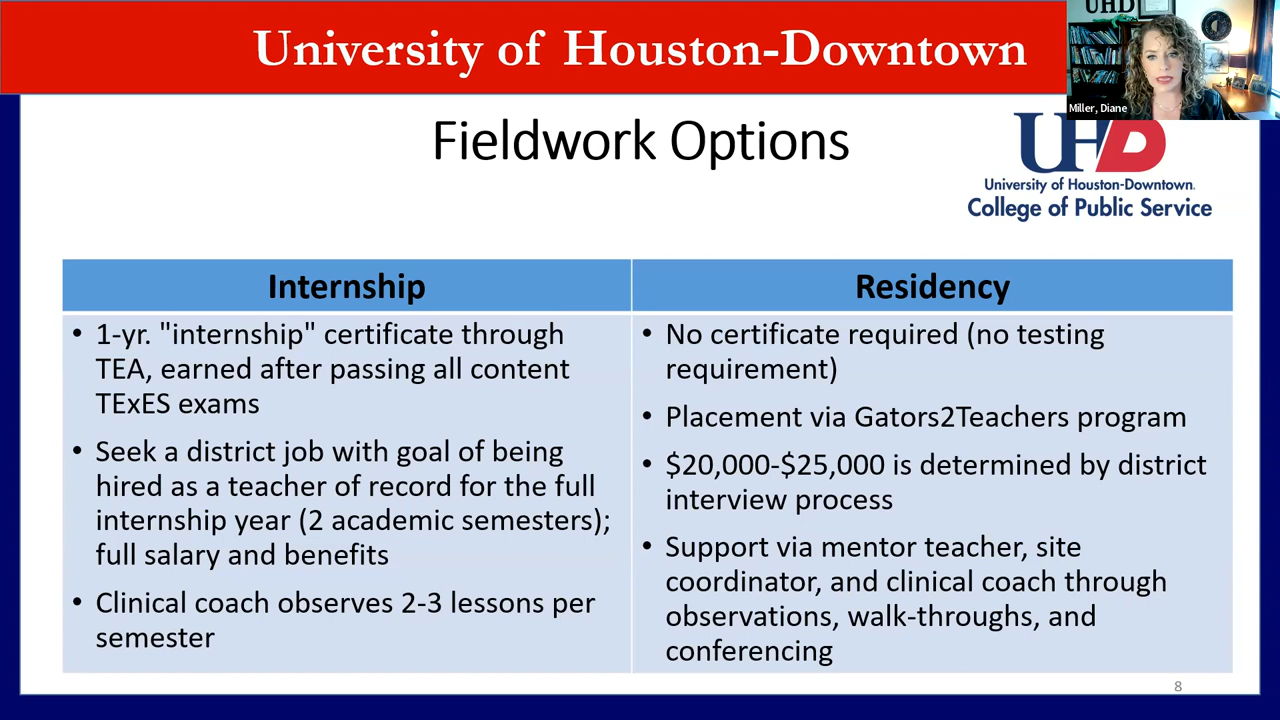 University of Houston-Downtown
UHD
Miller, Diane
Fieldwork Options
UHD
University of Houston-Downtown.
College of Public Service
Internship
• 1-yr. "internship" certificate through
TEA, earned after passing all content
TExES exams
• Seek a district job with goal of being
hired as a teacher of record for the full
internship year (2 academic semesters);
full salary and benefits
• Clinical coach observes 2-3 lessons per
semester
Residency
• No certificate required (no testing
requirement)
• Placement via Gators2Teachers program
• $20,000-$25,000 is determined by district
interview process
• Support via mentor teacher, site
coordinator, and clinical coach through
observations, walk-throughs, and
conferencing
8